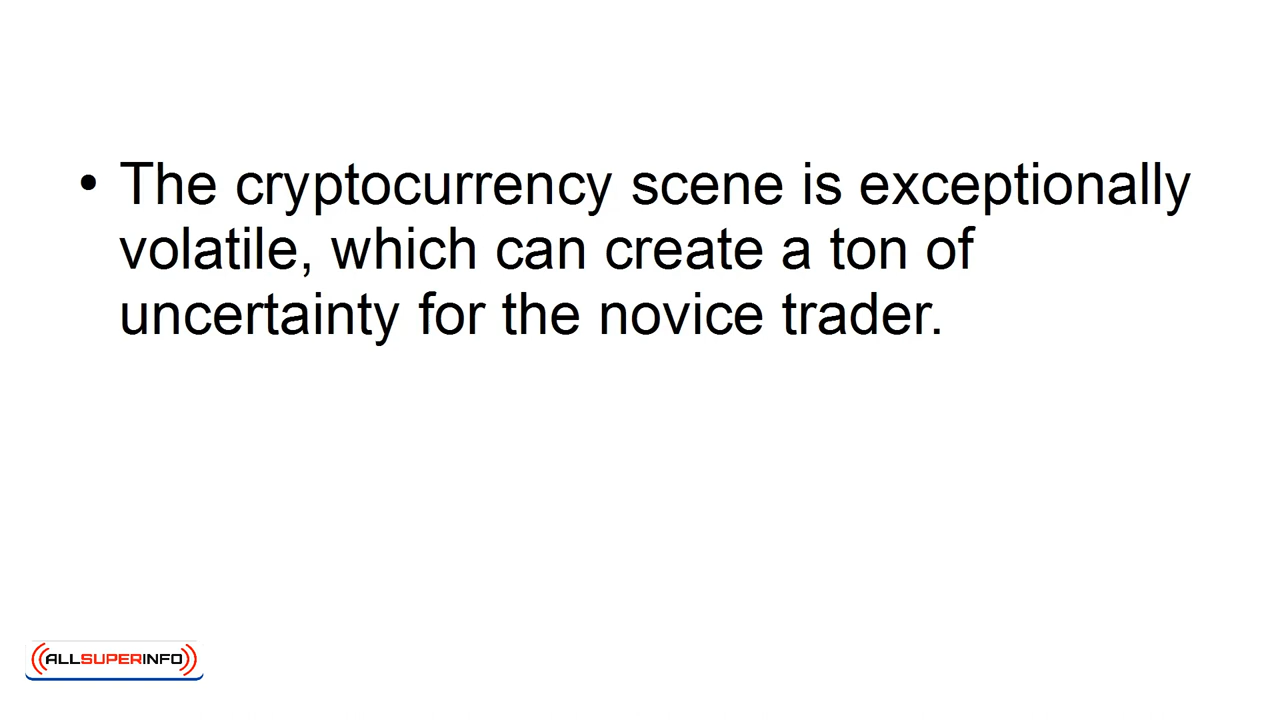 • The cryptocurrency scene is exceptionally
volatile, which can create a ton of
uncertainty for the novice trader.
ALLSUPERINFO